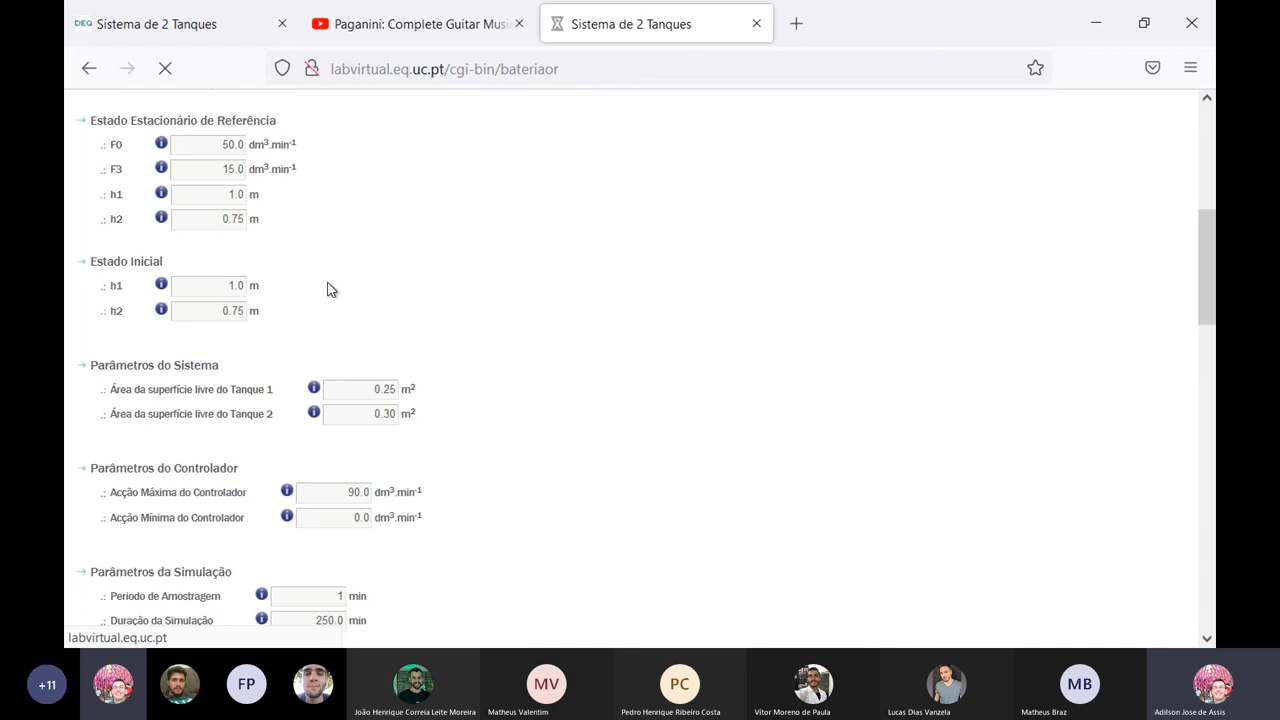 DEQ Sistema de 2 Tanques
Paganini: Complete Guitar Musi
Sistema de 2 Tanques
labvirtual.eq.uc.pt/cgi-bin/bateriaor
Estado Estacionário de Referência
.: F0 50.0 dm³.min⁻¹
.: F3 15.0 dm³.min⁻¹
.: h1 1.0 m
.: h2 0.75 m
Estado Inicial
.: h1 1.0 m
.: h2 0.75 m
Parâmetros do Sistema
.: Área da superfície livre do Tanque 1 0.25 m²
.: Área da superfície livre do Tanque 2 0.30 m²
Parâmetros do Controlador
.: Acção Máxima do Controlador 90.0 dm³.min⁻¹
.: Acção Mínima do Controlador 0.0 dm³.min⁻¹
Parâmetros da Simulação
.: Periodo de Amostragem 1 min
.: Duração da Simulação 250.0 min
labvirtual.eq.uc.pt
+11 FP MV PC MB
João Henrique Correia Leite Moreira Matheus Valentim Pedro Henrique Ribeiro Costa Vítor Moreno de Paula Lucas Dias Vanzela Matheus Braz Adilson Jose de Assis